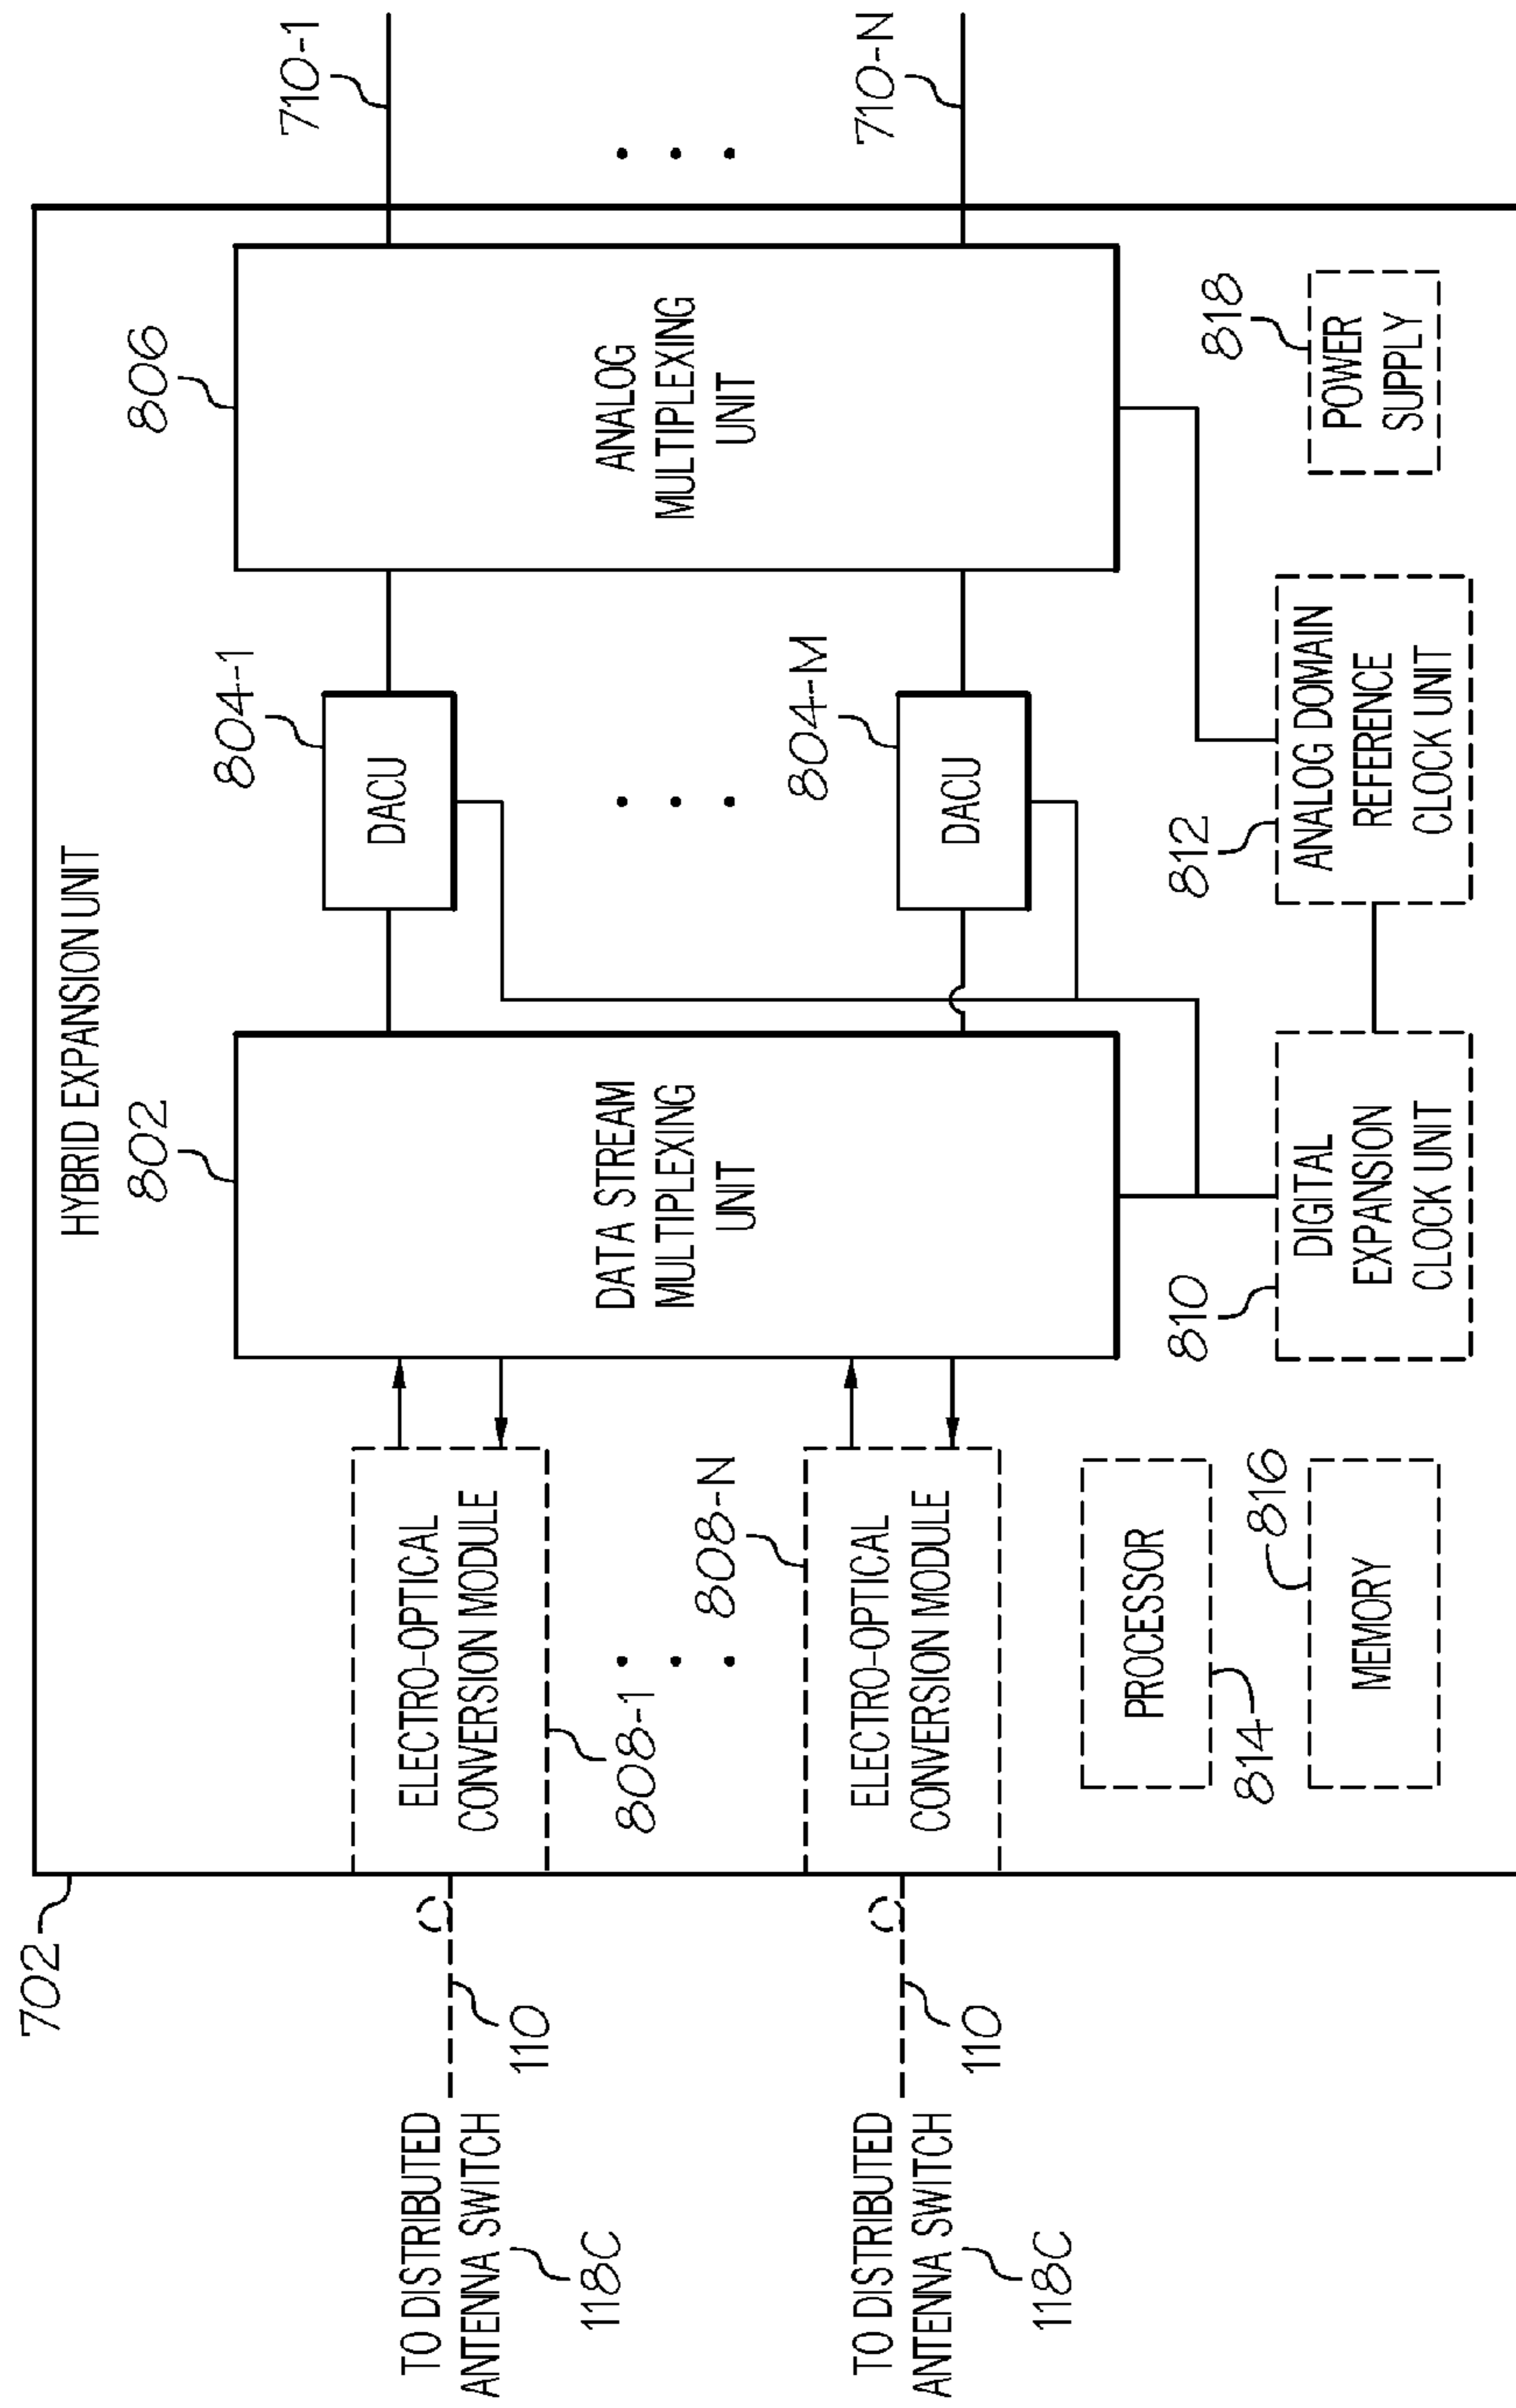 702
HYBRID EXPANSION UNIT
802
DATA STREAM
MULTIPLEXING
UNIT
804-1
DACU
804-M
DACU
806
ANALOG
MULTIPLEXING
UNIT
710-1
710-N
ELECTRO-OPTICAL
CONVERSION MODULE
808-1
808-N
ELECTRO-OPTICAL
CONVERSION MODULE
110
TO DISTRIBUTED
ANTENNA SWITCH
118C
110
TO DISTRIBUTED
ANTENNA SWITCH
118C
PROCESSOR
814
816
MEMORY
810
DIGITAL
EXPANSION
CLOCK UNIT
812
ANALOG DOMAIN
REFERENCE
CLOCK UNIT
818
POWER
SUPPLY